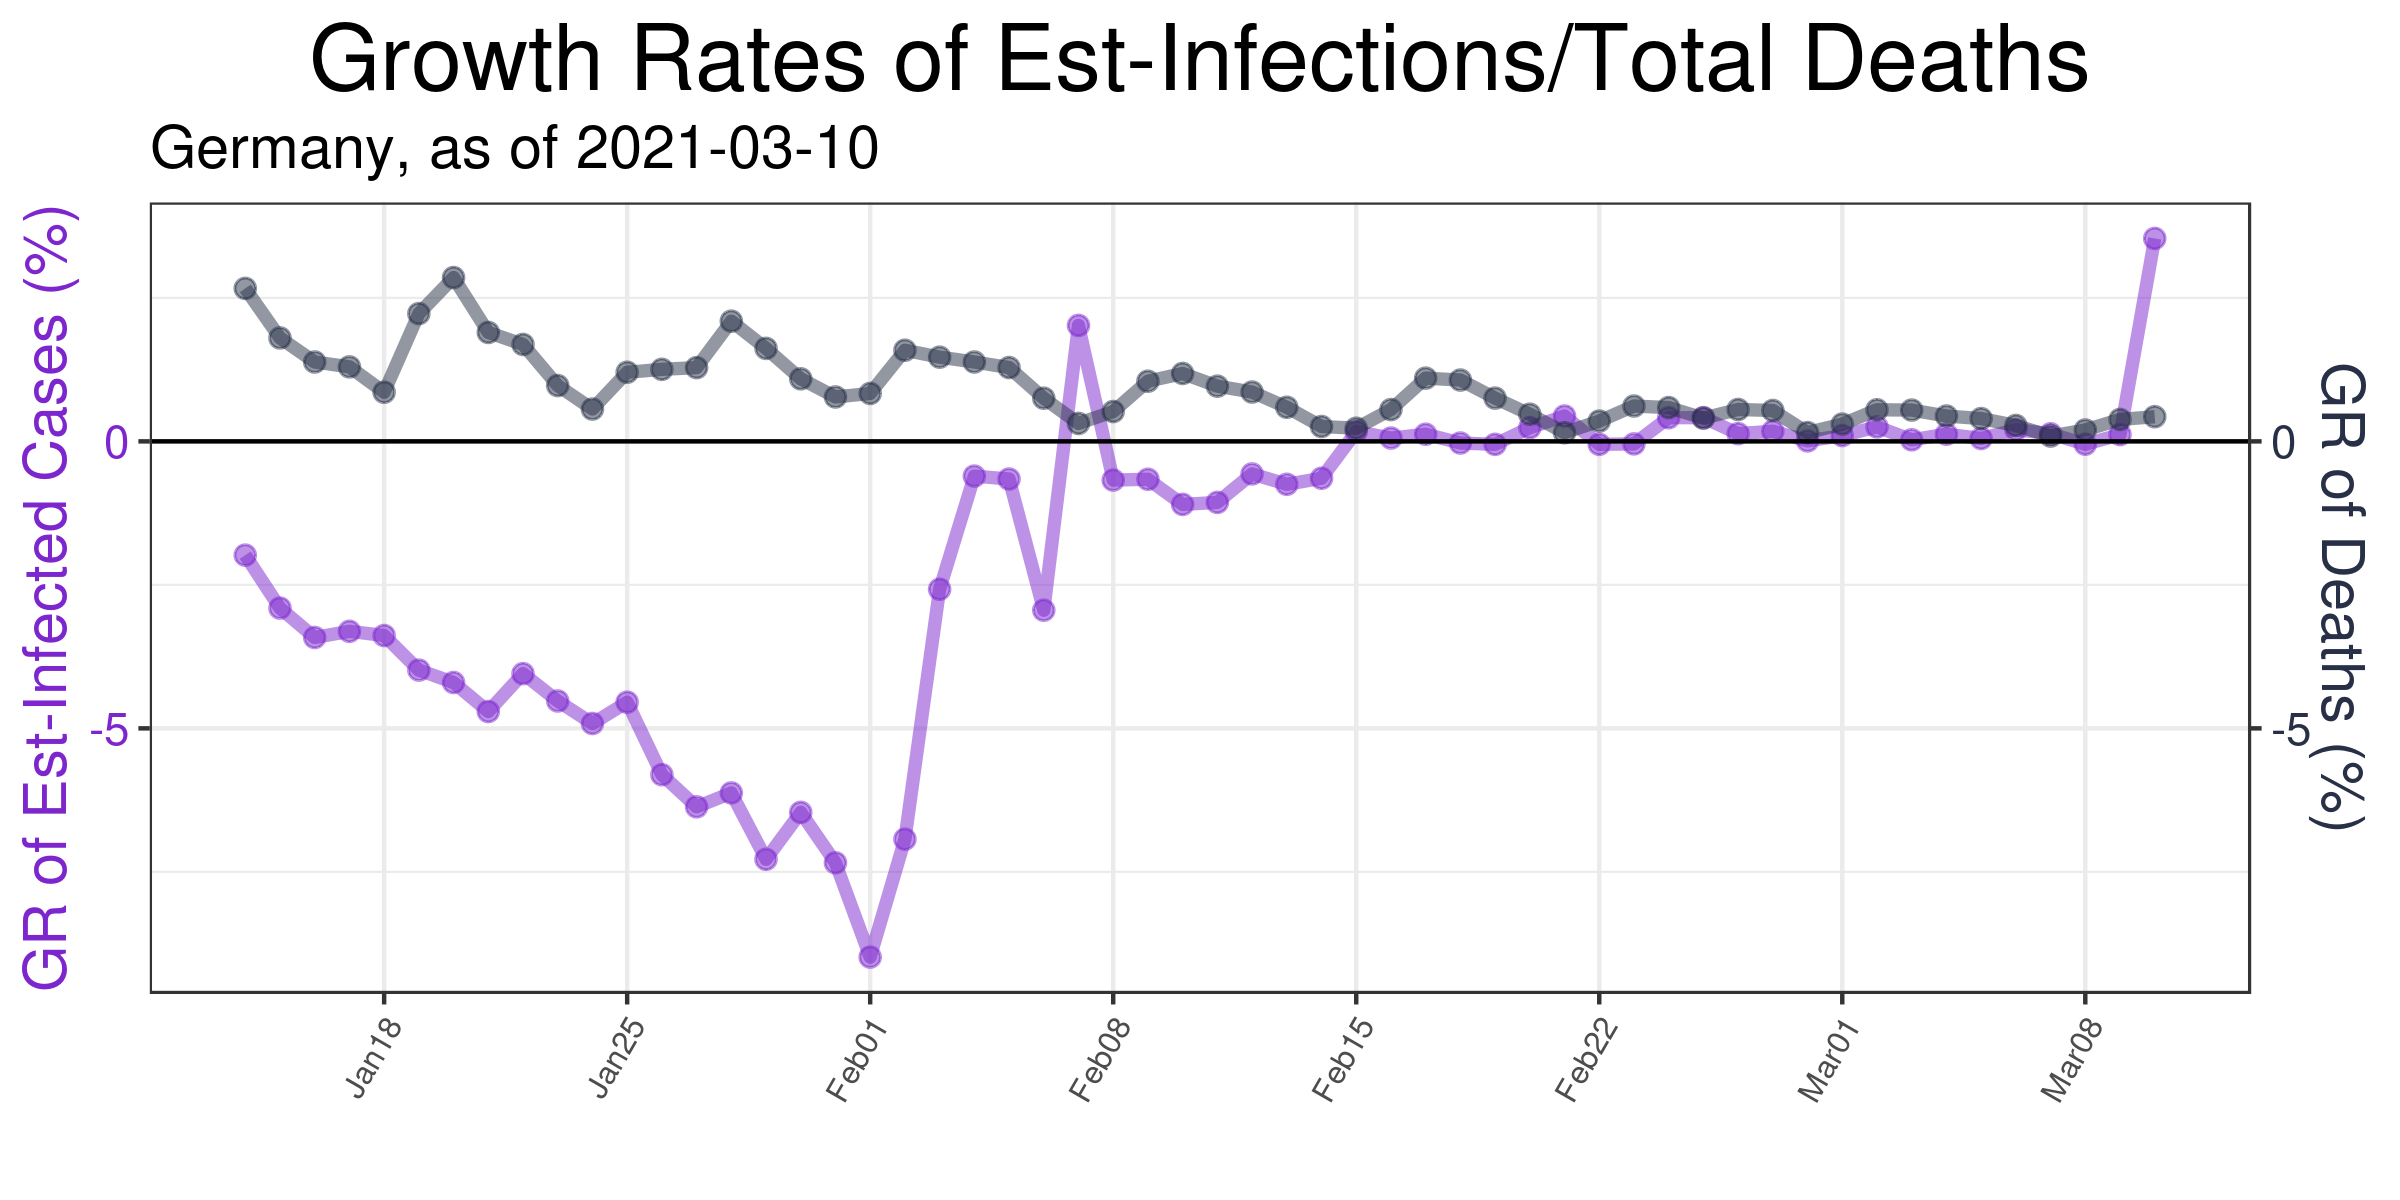 Growth Rates of Est-Infections/Total Deaths
Germany, as of 2021-03-10
GR of Est-Infected Cases (%)
0
-5
0
-5
GR of Deaths (%)
Jan18
Jan25
Feb01
Feb08
Feb15
Feb22
Mar01
Mar08